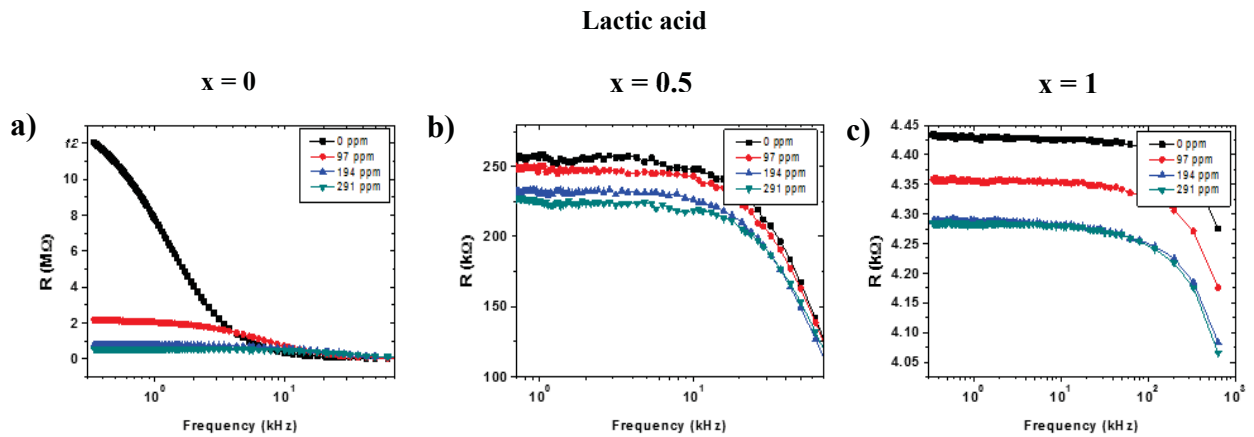 Lactic acid
x = 0
x = 0.5
x = 1
a)
R (MΩ)
12
10
8
6
4
2
0
0 ppm
97 ppm
194 ppm
291 ppm
10⁰
10¹
Frequency (kHz)
b)
R (kΩ)
250
200
150
100
0 ppm
97 ppm
194 ppm
291 ppm
10⁰
10¹
Frequency (kHz)
c)
R (kΩ)
4.45
4.40
4.35
4.30
4.25
4.20
4.15
4.10
4.05
0 ppm
97 ppm
194 ppm
291 ppm
10⁰
10¹
10²
10³
Frequency (kHz)